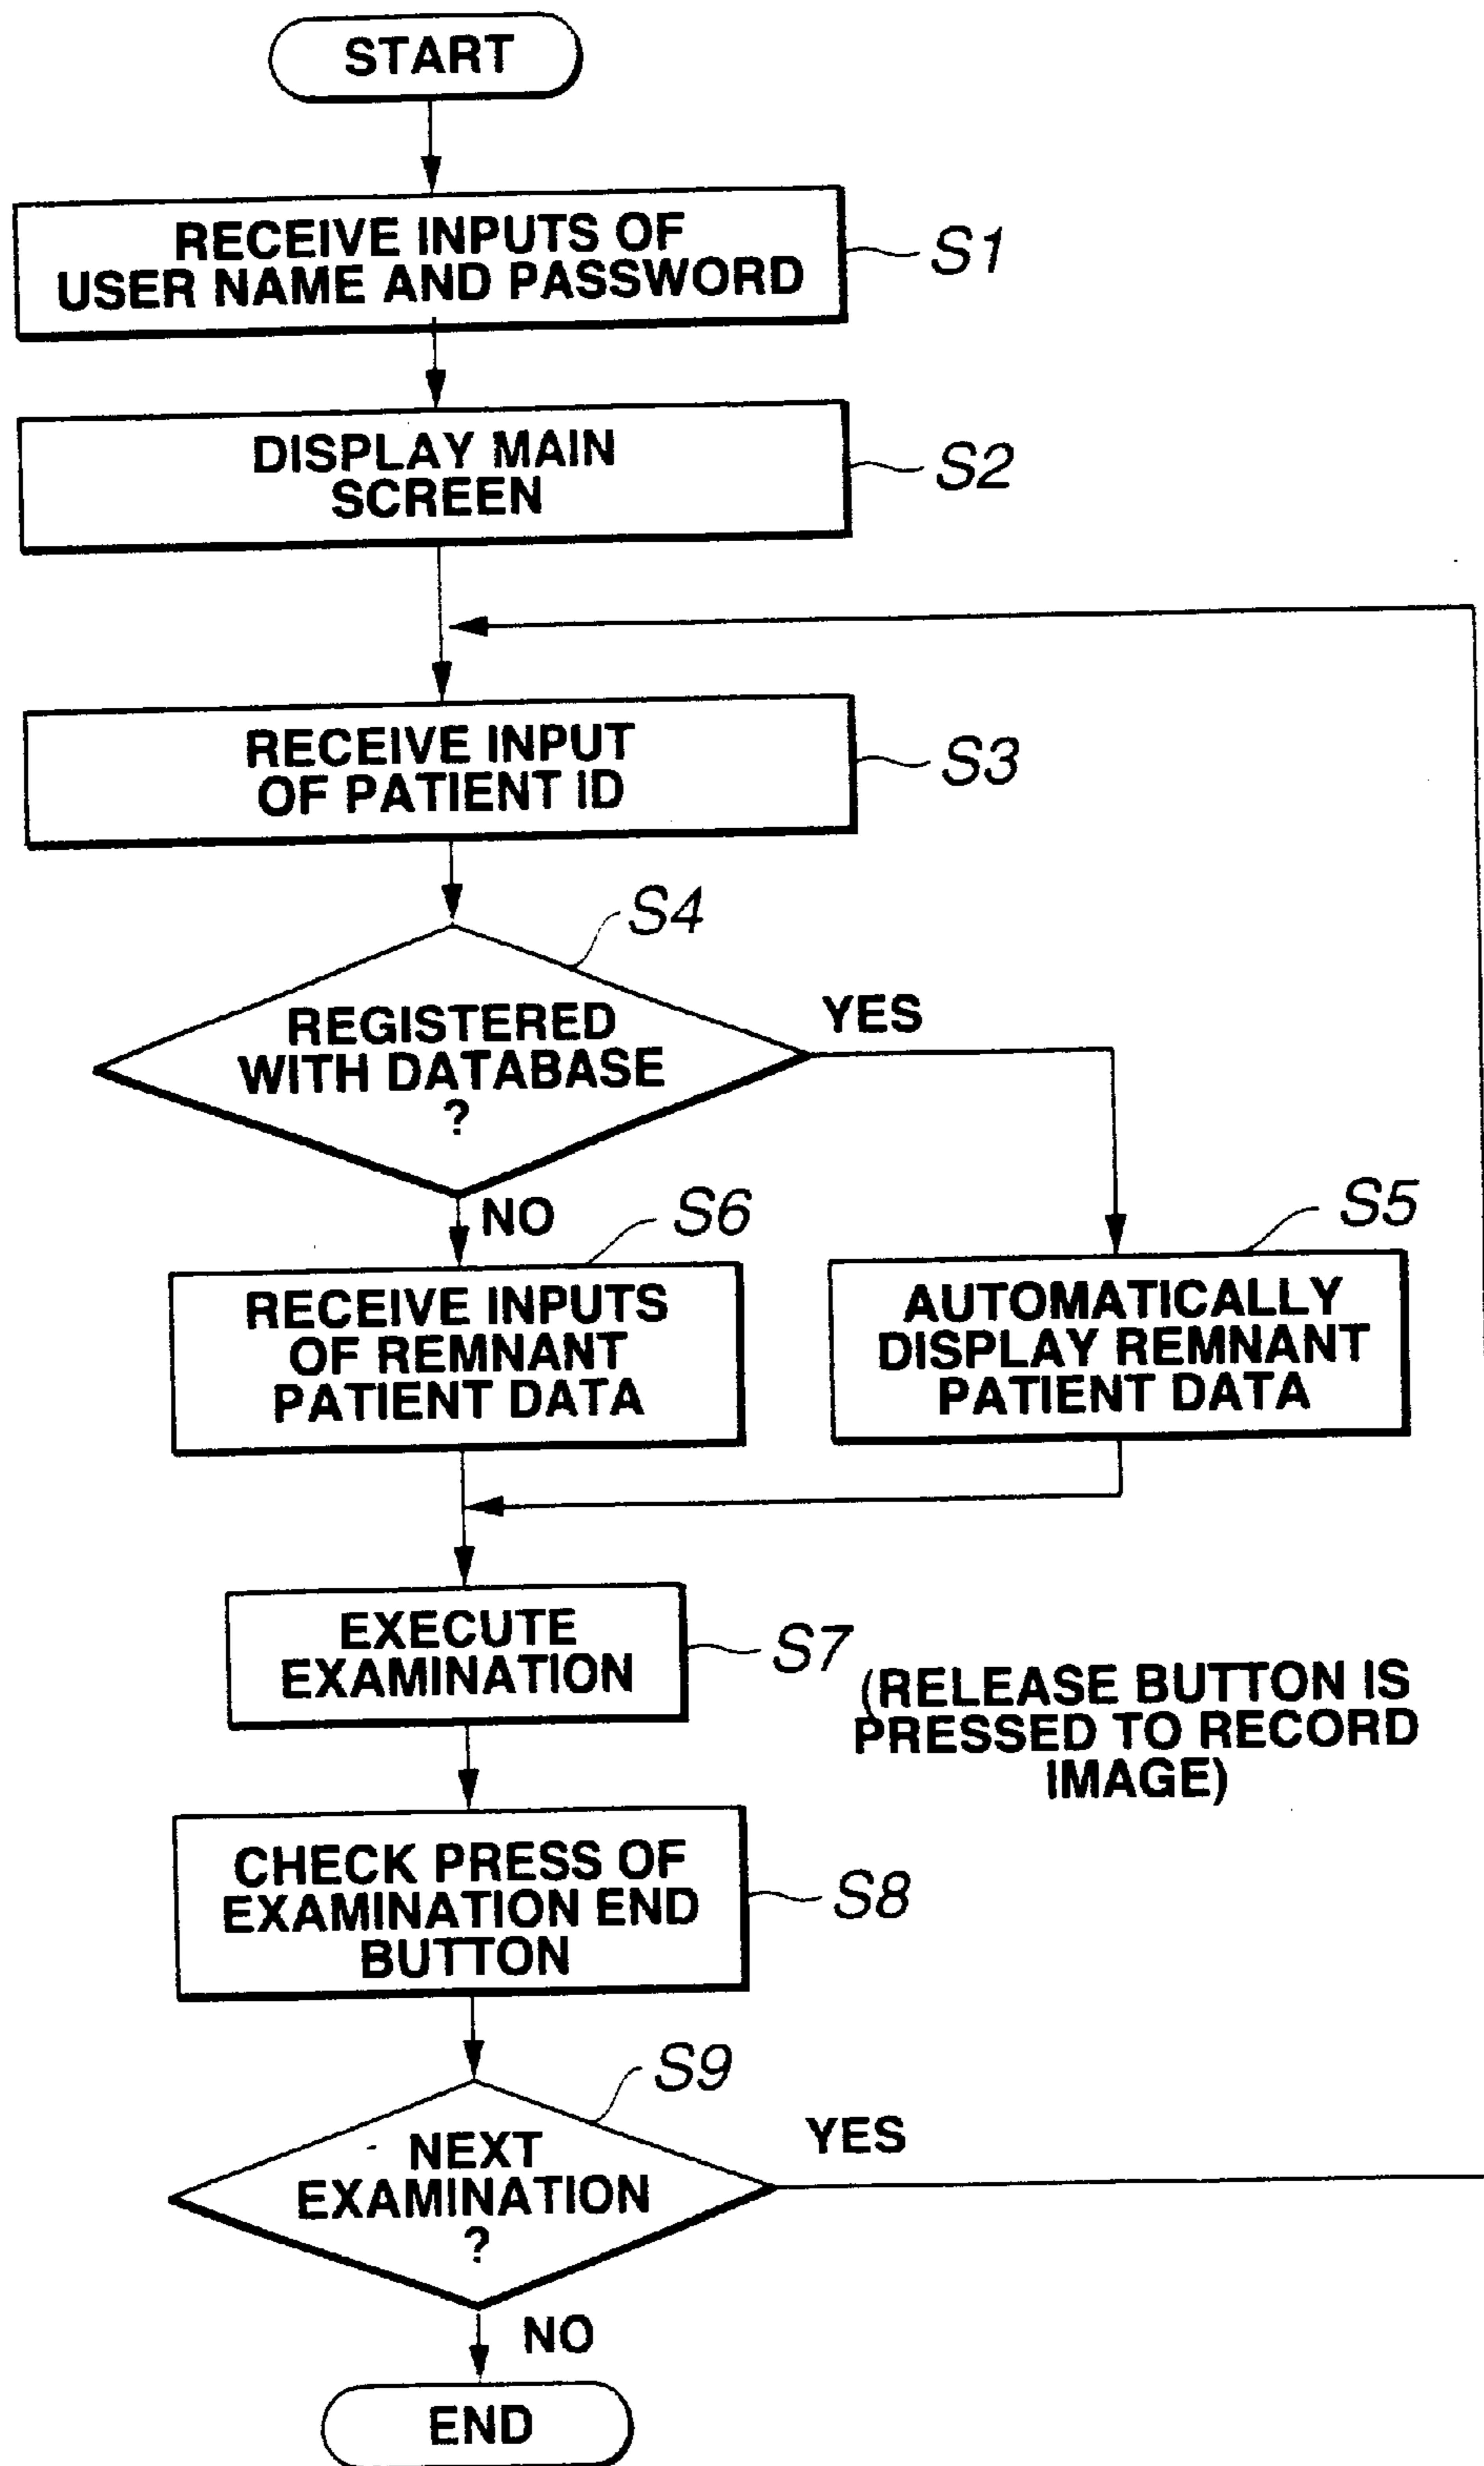 START
RECEIVE INPUTS OF
USER NAME AND PASSWORD
S1
DISPLAY MAIN
SCREEN
S2
RECEIVE INPUT
OF PATIENT ID
S3
S4
REGISTERED
WITH DATABASE
?
YES
NO
S6
RECEIVE INPUTS
OF REMNANT
PATIENT DATA
S5
AUTOMATICALLY
DISPLAY REMNANT
PATIENT DATA
EXECUTE
EXAMINATION
S7
(RELEASE BUTTON IS
PRESSED TO RECORD
IMAGE)
CHECK PRESS OF
EXAMINATION END
BUTTON
S8
S9
NEXT
EXAMINATION
?
YES
NO
END